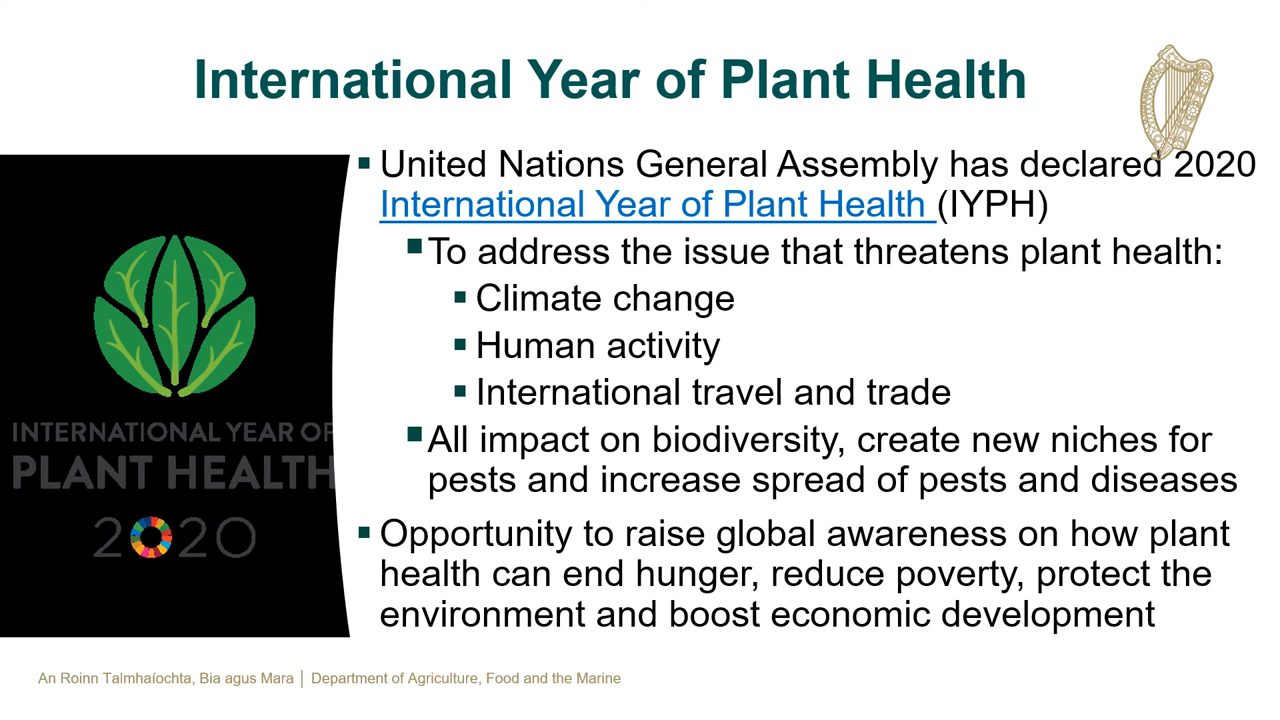 International Year of Plant Health
▪ United Nations General Assembly has declared 2020
International Year of Plant Health (IYPH)
▪ To address the issue that threatens plant health:
▪ Climate change
▪ Human activity
▪ International travel and trade
▪ All impact on biodiversity, create new niches for
pests and increase spread of pests and diseases
▪ Opportunity to raise global awareness on how plant
health can end hunger, reduce poverty, protect the
environment and boost economic development
INTERNATIONAL YEAR OF
PLANT HEALTH
2020
An Roinn Talmhaíochta, Bia agus Mara | Department of Agriculture, Food and the Marine